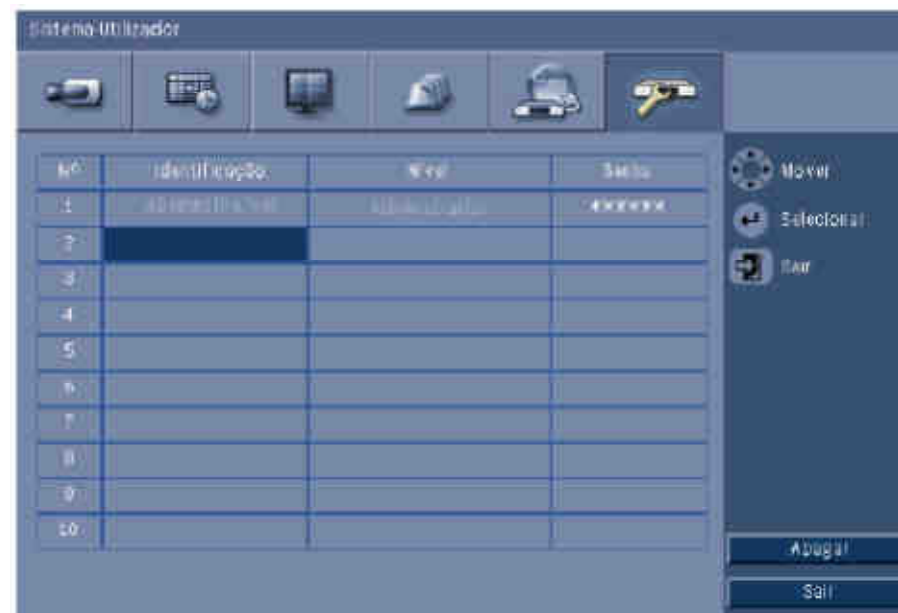 Sistema-Utilizador
Nº Identificação Nível Senha
1 ********
2
3
4
5
6
7
8
9
10
Mover
Selecionar
Sair
Apagar
Sair